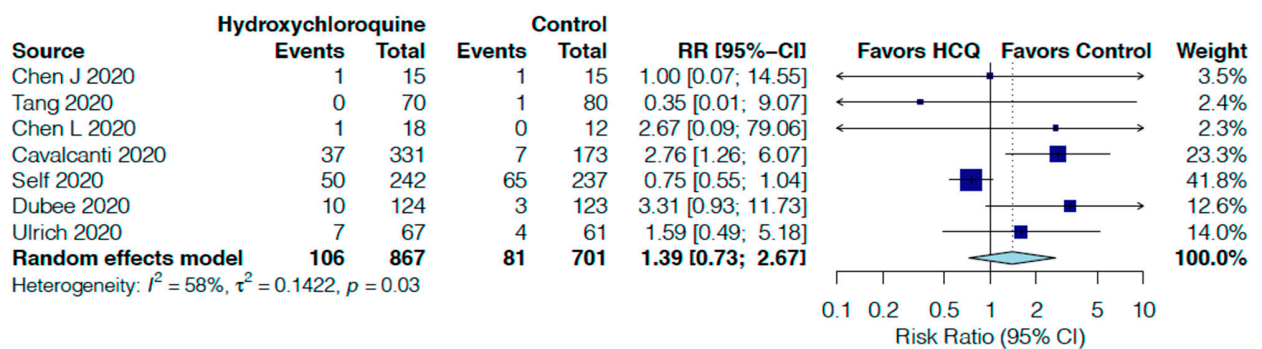 Hydroxychloroquine Control
Source Events Total Events Total RR [95%−CI] Favors HCQ Favors Control Weight
Chen J 2020 1 15 1 15 1.00 [0.07; 14.55] 3.5%
Tang 2020 0 70 1 80 0.35 [0.01; 9.07] 2.4%
Chen L 2020 1 18 0 12 2.67 [0.09; 79.06] 2.3%
Cavalcanti 2020 37 331 7 173 2.76 [1.26; 6.07] 23.3%
Self 2020 50 242 65 237 0.75 [0.55; 1.04] 41.8%
Dubee 2020 10 124 3 123 3.31 [0.93; 11.73] 12.6%
Ulrich 2020 7 67 4 61 1.59 [0.49; 5.18] 14.0%
Random effects model 106 867 81 701 1.39 [0.73; 2.67] 100.0%
Heterogeneity: I² = 58%, τ² = 0.1422, p = 0.03
0.1 0.2 0.5 1 2 5 10
Risk Ratio (95% CI)